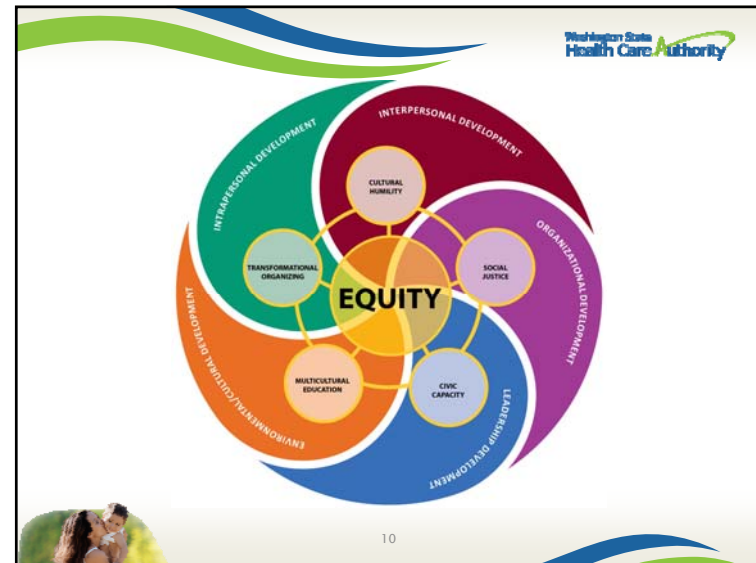 Washington State
Health Care Authority
INTERPERSONAL DEVELOPMENT
INTRAPERSONAL DEVELOPMENT
CULTURAL
HUMILITY
ORGANIZATIONAL DEVELOPMENT
TRANSFORMATIONAL
ORGANIZING
SOCIAL
JUSTICE
EQUITY
ENVIRONMENTAL/CULTURAL DEVELOPMENT
MULTICULTURAL
EDUCATION
CIVIC
CAPACITY
LEADERSHIP DEVELOPMENT
10